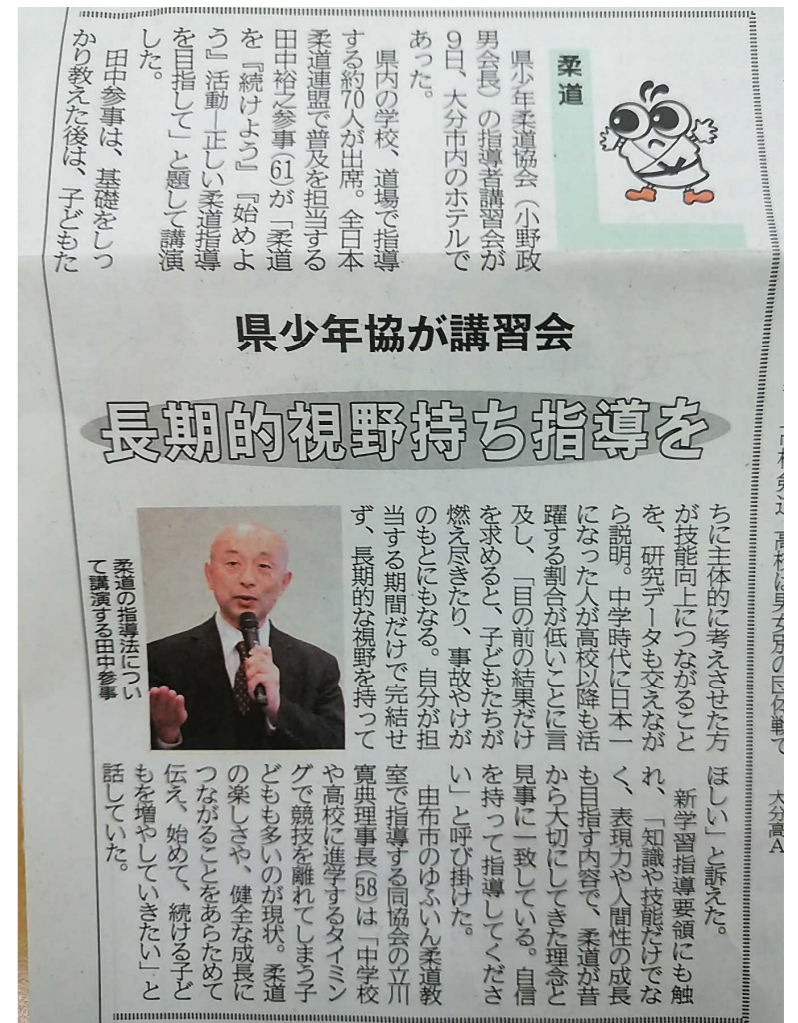 柔道
県少年柔道協会（小野政
男会長）の指導者講習会が
９日、大分市内のホテルで
あった。
県内の学校、道場で指導
する約70人が出席。全日本
柔道連盟で普及を担当する
田中裕之参事(61)が「柔道
を『続けよう』『始めよ
う』活動―正しい柔道指導
を目指して」と題して講演
した。
田中参事は、基礎をしっ
かり教えた後は、子どもた
県少年協が講習会
長期的視野持ち指導を
ちに主体的に考えさせた方
が技能向上につながること
を、研究データも交えなが
ら説明。中学時代に日本一
になった人が高校以降も活
躍する割合が低いことに言
及し、「目の前の結果だけ
を求めると、子どもたちが
燃え尽きたり、事故やけが
のもとにもなる。自分が担
当する期間だけで完結せ
ず、長期的な視野を持って
柔道の指導法につい
て講演する田中参事
ほしい」と訴えた。
新学習指導要領にも触
れ、「知識や技能だけでな
く、表現力や人間性の成長
も目指す内容で、柔道が昔
から大切にしてきた理念と
見事に一致している。自信
を持って指導してくださ
い」と呼び掛けた。
由布市のゆふいん柔道教
室で指導する同協会の立川
寛典理事長(58)は「中学校
や高校に進学するタイミン
グで競技を離れてしまう子
どもも多いのが現状。柔道
の楽しさや、健全な成長に
つながることをあらためて
伝え、始めて、続ける子ど
もを増やしていきたい」と
話していた。
高校は男女別の団体戦で
大分高A